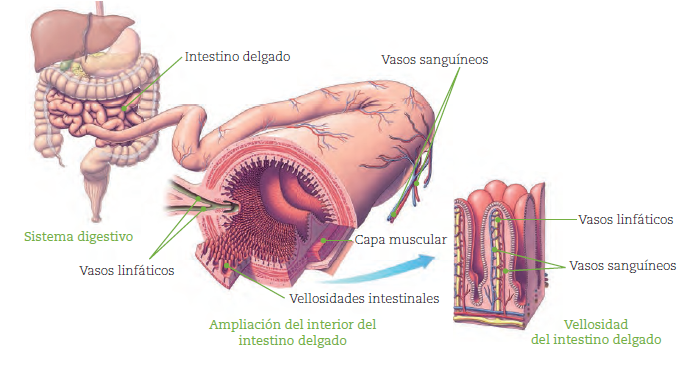 Intestino delgado
Vasos sanguíneos
Sistema digestivo
Vasos linfáticos
Capa muscular
Vellosidades intestinales
Ampliación del interior del
intestino delgado
Vasos linfáticos
Vasos sanguíneos
Vellosidad
del intestino delgado